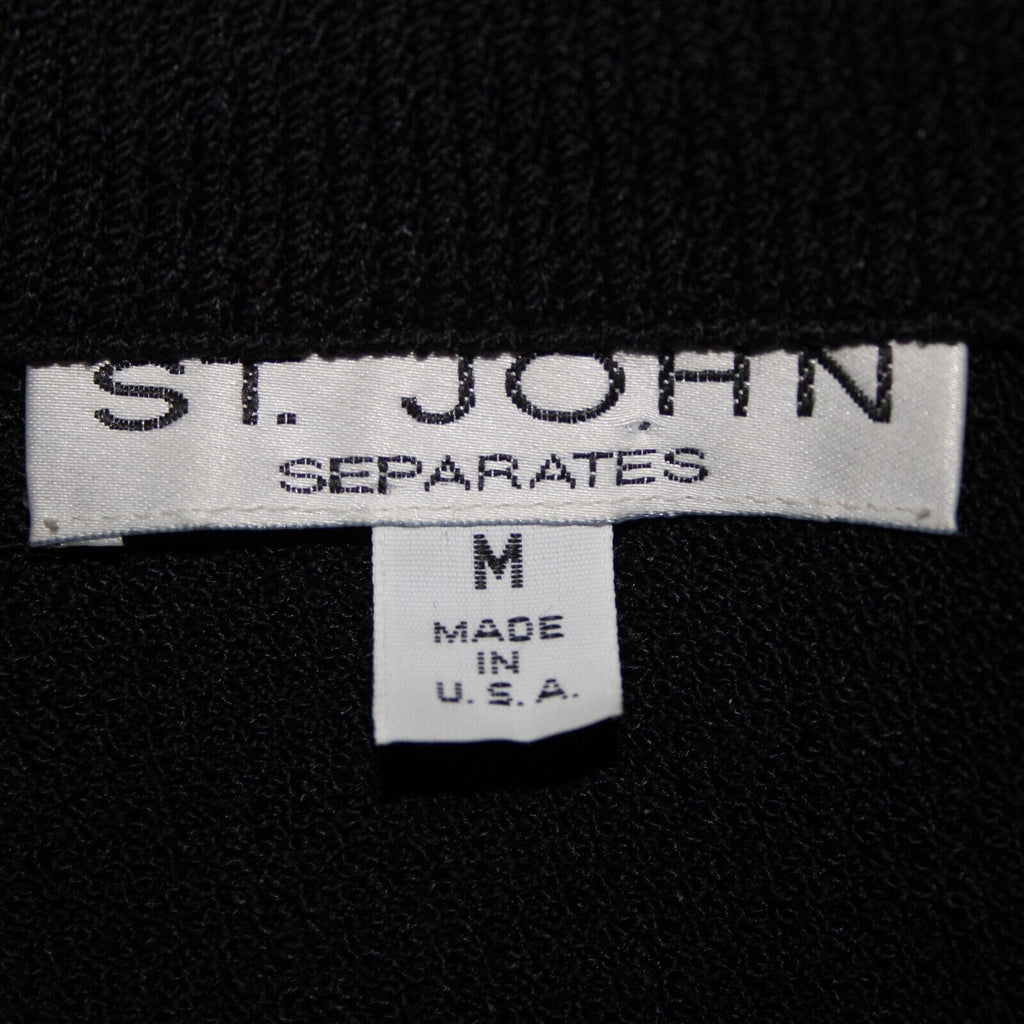 ST. JOHN
SEPARATES
M
MADE
IN
U.S.A.